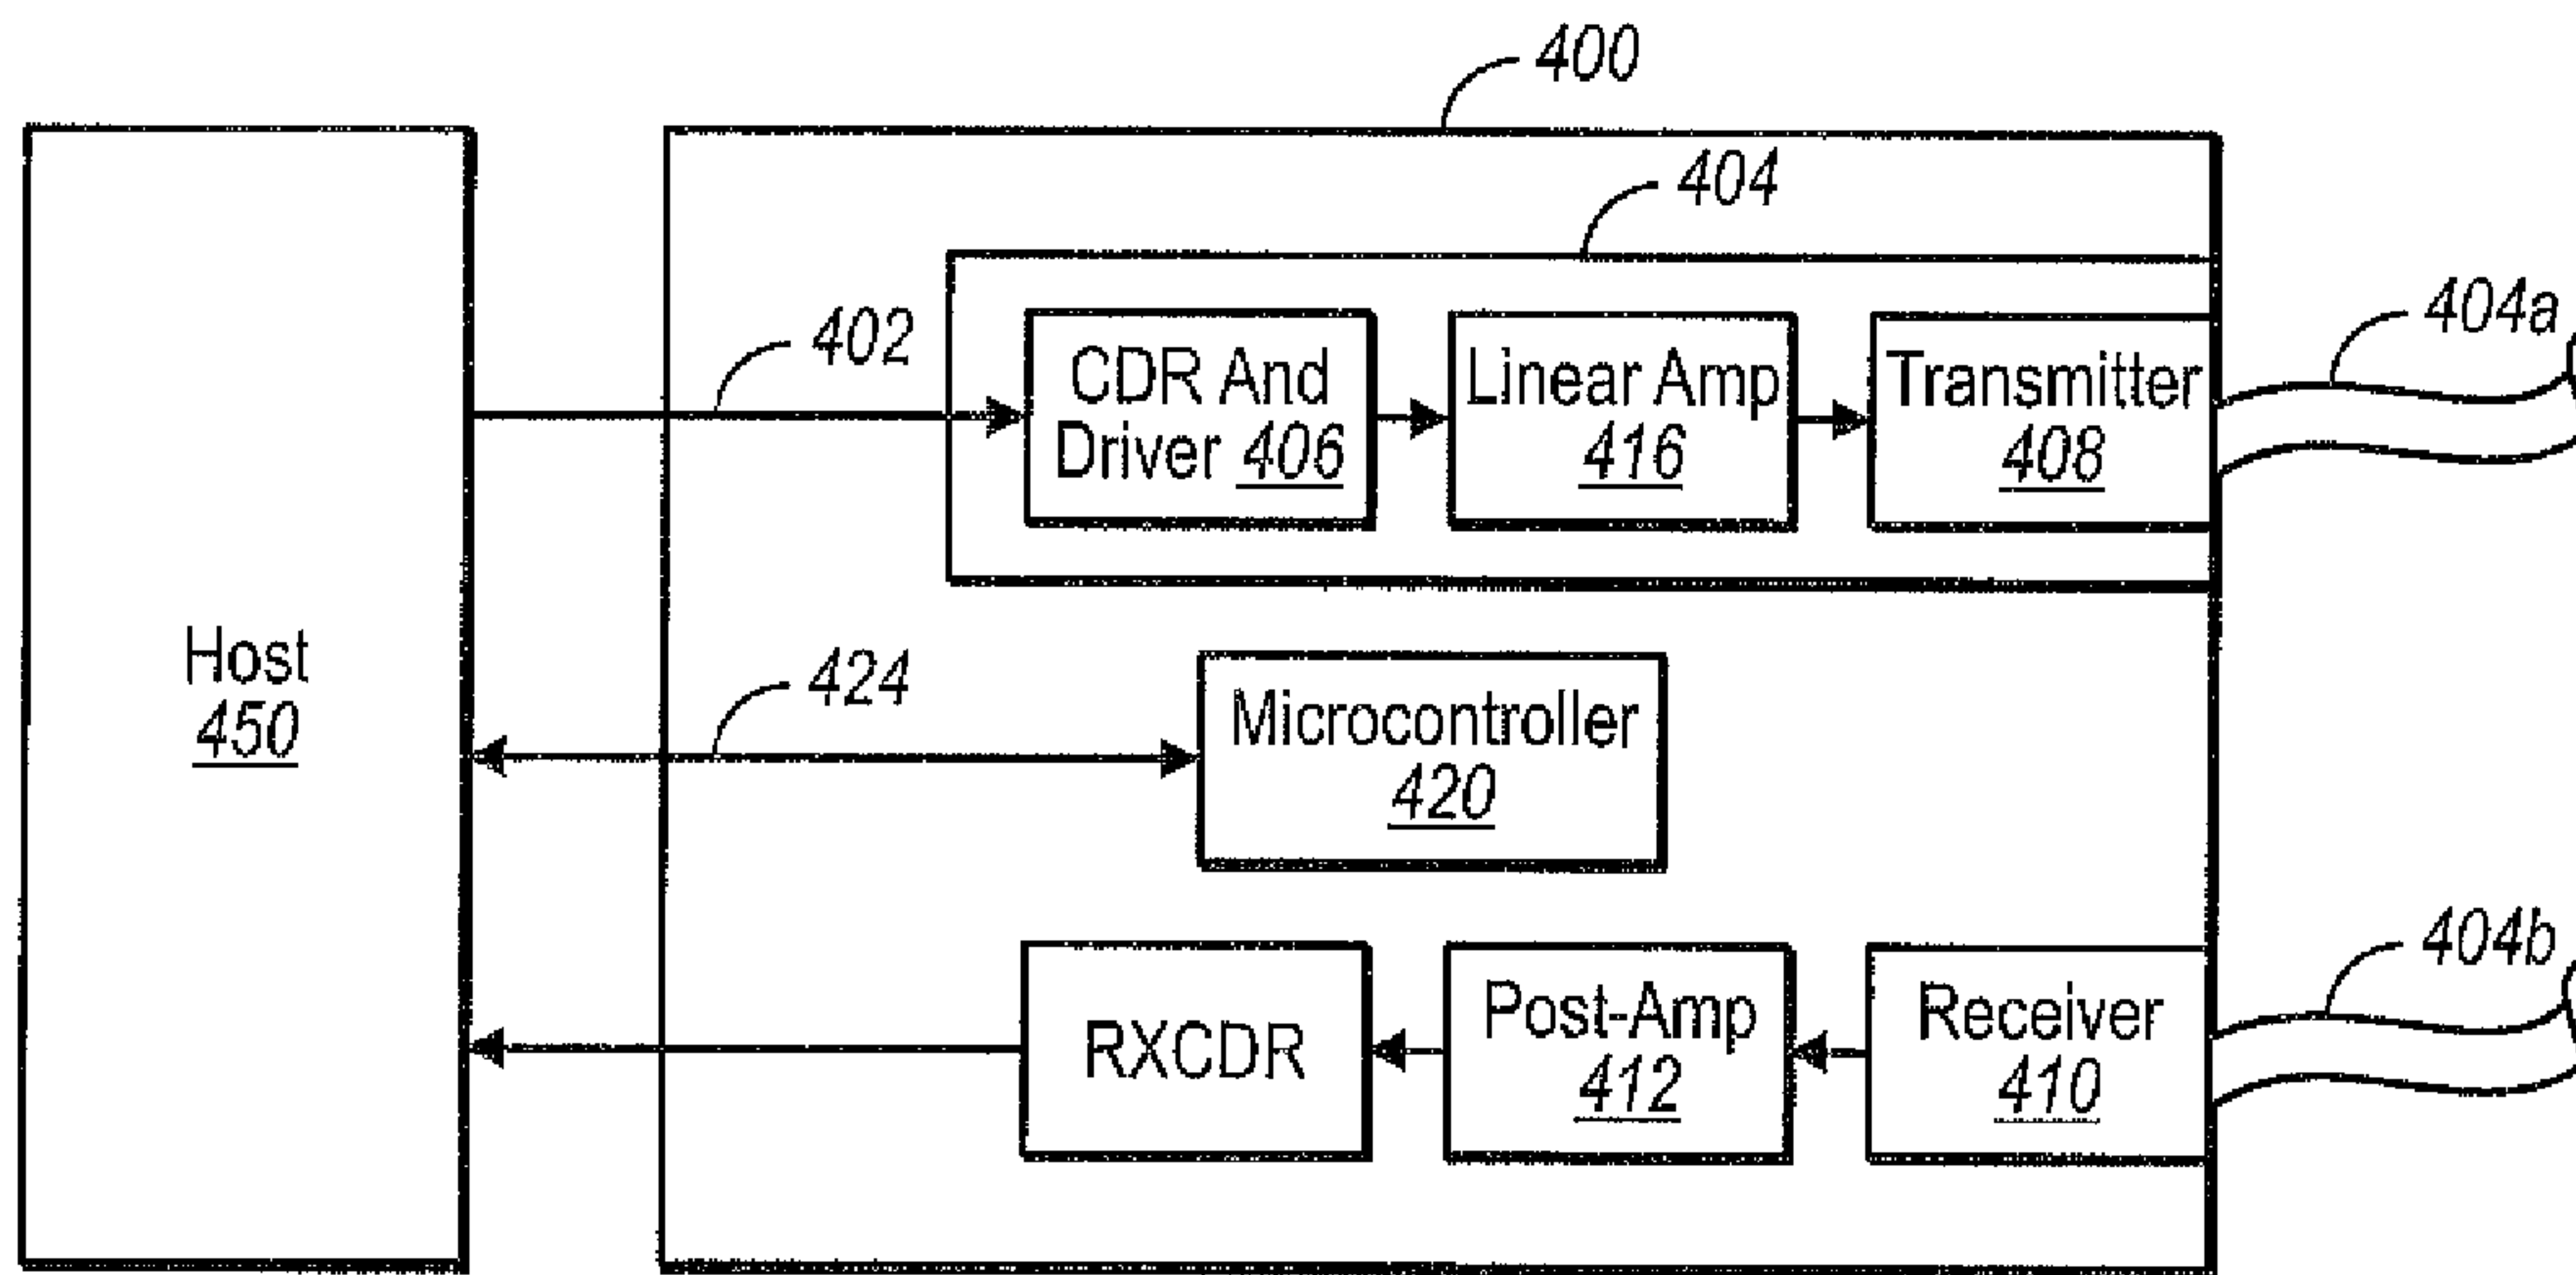 400
404
402
404a
CDR And
Driver 406
Linear Amp
416
Transmitter
408
Host
450
424
Microcontroller
420
404b
RXCDR
Post-Amp
412
Receiver
410